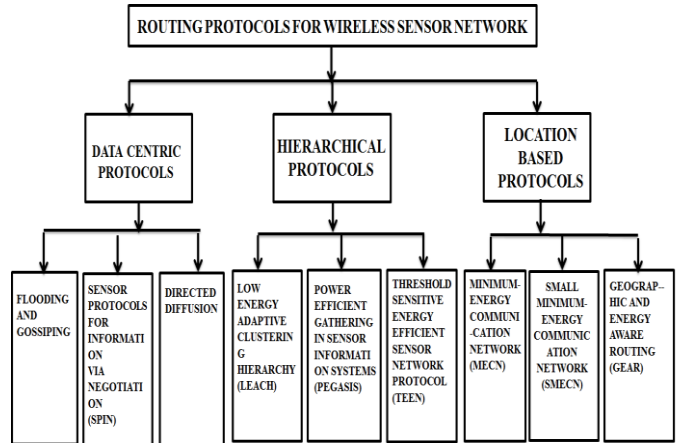 ROUTING PROTOCOLS FOR WIRELESS SENSOR NETWORK
DATA CENTRIC
PROTOCOLS
HIERARCHICAL
PROTOCOLS
LOCATION
BASED
PROTOCOLS
FLOODING
AND
GOSSIPING
SENSOR
PROTOCOLS
FOR
INFORMATI
ON
VIA
NEGOTIATI
ON
(SPIN)
DIRECTED
DIFFUSION
LOW
ENERGY
ADAPTIVE
CLUSTERIN
G
HIERARCHY
(LEACH)
POWER
EFFICIENT
GATHERING
IN SENSOR
INFORMATI
ON SYSTEMS
(PEGASIS)
THRESHOLD
SENSITIVE
ENERGY
EFFICIENT
SENSOR
NETWORK
PROTOCOL
(TEEN)
MINIMUM-
ENERGY
COMMUNI
-CATION
NETWORK
(MECN)
SMALL
MINIMUM-
ENERGY
COMMUNIC
ATION
NETWORK
(SMECN)
GEOGRAP--
HIC AND
ENERGY
AWARE
ROUTING
(GEAR)